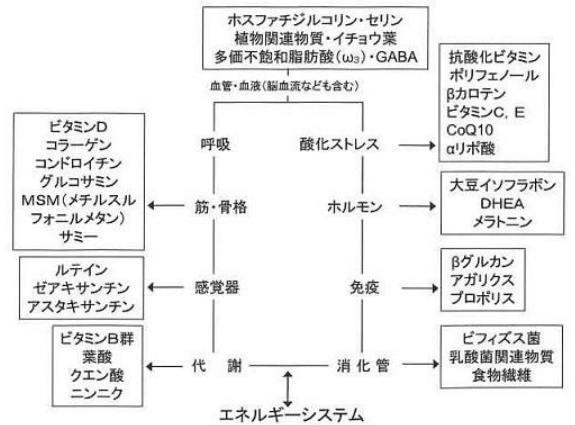 ホスファチジルコリン・セリン
植物関連物質・イチョウ葉
多価不飽和脂肪酸(ω₃)・GABA
血管・血液(脳血流なども含む)
抗酸化ビタミン
ポリフェノール
βカロテン
ビタミンC, E
CoQ10
αリポ酸
ビタミンD
コラーゲン
コンドロイチン
グルコサミン
MSM(メチルスル
フォニルメタン)
サミー
呼吸
酸化ストレス
筋・骨格
ホルモン
大豆イソフラボン
DHEA
メラトニン
ルテイン
ゼアキサンチン
アスタキサンチン
感覚器
免疫
βグルカン
アガリクス
プロポリス
ビタミンB群
葉酸
クエン酸
ニンニク
代 謝
消 化 管
ビフィズス菌
乳酸菌関連物質
食物繊維
エネルギーシステム